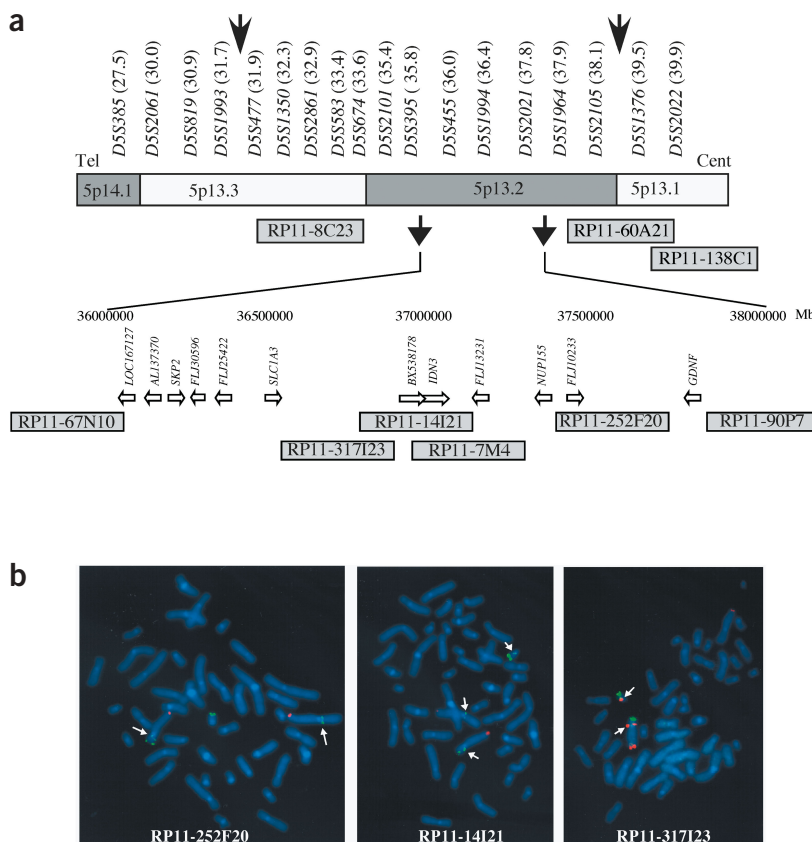 a
D5S385 (27.5)
D5S2061 (30.0)
D5S819 (30.9)
D5S1993 (31.7)
D5S477 (31.9)
D5S1350 (32.3)
D5S2861 (32.9)
D5S583 (33.4)
D5S674 (33.6)
D5S2101 (35.4)
D5S395 ( 35.8)
D5S455 (36.0)
D5S1994 (36.4)
D5S2021 (37.8)
D5S1964 (37.9)
D5S2105 (38.1)
D5S1376 (39.5)
D5S2022 (39.9)
Tel Cent
5p14.1 5p13.3 5p13.2 5p13.1
RP11-8C23 RP11-60A21
RP11-138C1
36000000 36500000 37000000 37500000 38000000 Mb
LOC167127
AL137370
SKP2
FLJ30596
FLJ25422
SLC1A3
BX538178
IDN3
FLJ13231
NUP155
FLJ10233
GDNF
RP11-67N10 RP11-14I21 RP11-252F20 RP11-90P7
RP11-317I23 RP11-7M4
b
RP11-252F20 RP11-14I21 RP11-317I23